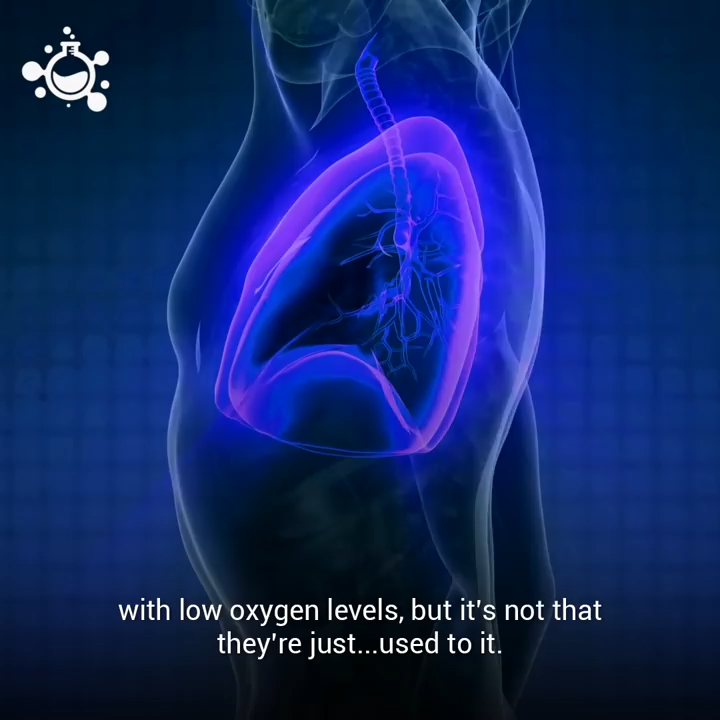 with low oxygen levels, but it's not that
they're just...used to it.